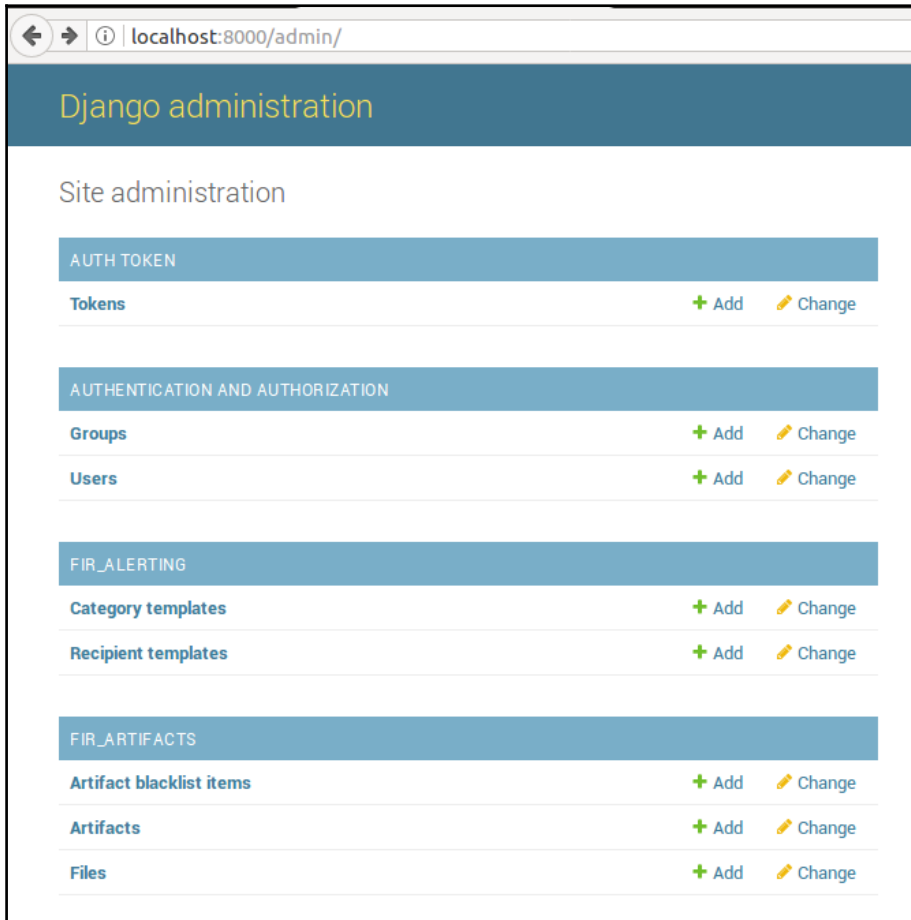 localhost:8000/admin/
Django administration
Site administration
AUTH TOKEN
Tokens + Add Change
AUTHENTICATION AND AUTHORIZATION
Groups + Add Change
Users + Add Change
FIR_ALERTING
Category templates + Add Change
Recipient templates + Add Change
FIR_ARTIFACTS
Artifact blacklist items + Add Change
Artifacts + Add Change
Files + Add Change